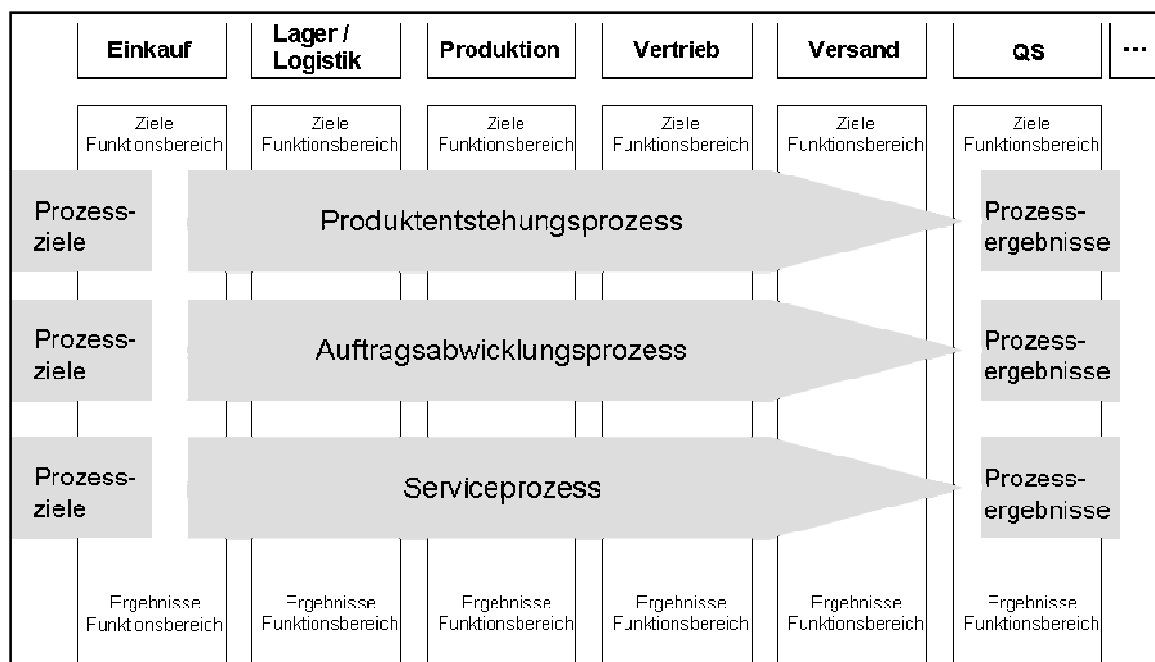 Einkauf
Lager /
Logistik
Produktion
Vertrieb
Versand
QS
...
Ziele
Funktionsbereich
Ziele
Funktionsbereich
Ziele
Funktionsbereich
Ziele
Funktionsbereich
Ziele
Funktionsbereich
Ziele
Funktionsbereich
Prozess-
ziele
Produktentstehungsprozess
Prozess-
ergebnisse
Prozess-
ziele
Auftragsabwicklungsprozess
Prozess-
ergebnisse
Prozess-
ziele
Serviceprozess
Prozess-
ergebnisse
Ergebnisse
Funktionsbereich
Ergebnisse
Funktionsbereich
Ergebnisse
Funktionsbereich
Ergebnisse
Funktionsbereich
Ergebnisse
Funktionsbereich
Ergebnisse
Funktionsbereich